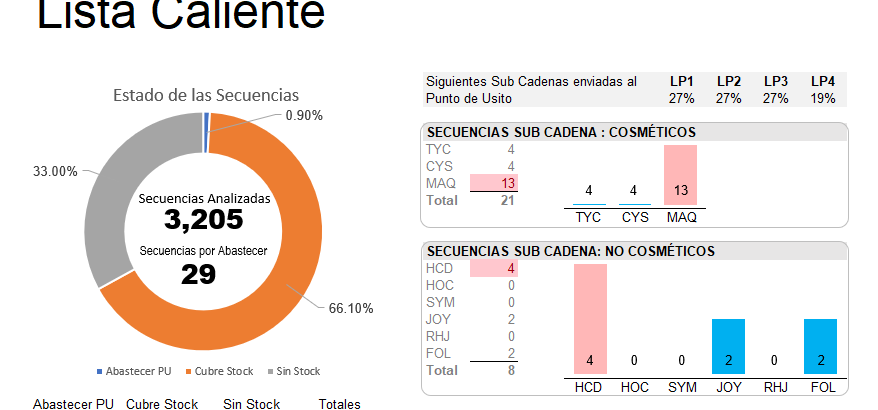 Lista Caliente
Estado de las Secuencias
0.90%
33.00%
Secuencias Analizadas
3,205
Secuencias por Abastecer
29
66.10%
Abastecer PU Cubre Stock Sin Stock
Abastecer PU Cubre Stock Sin Stock Totales
Siguientes Sub Cadenas enviadas al LP1 LP2 LP3 LP4
Punto de Usito 27% 27% 27% 19%
SECUENCIAS SUB CADENA : COSMÉTICOS
TYC 4
CYS 4
MAQ 13
Total 21
4 4 13
TYC CYS MAQ
SECUENCIAS SUB CADENA: NO COSMÉTICOS
HCD 4
HOC 0
SYM 0
JOY 2
RHJ 0
FOL 2
Total 8
4 0 0 2 0 2
HCD HOC SYM JOY RHJ FOL